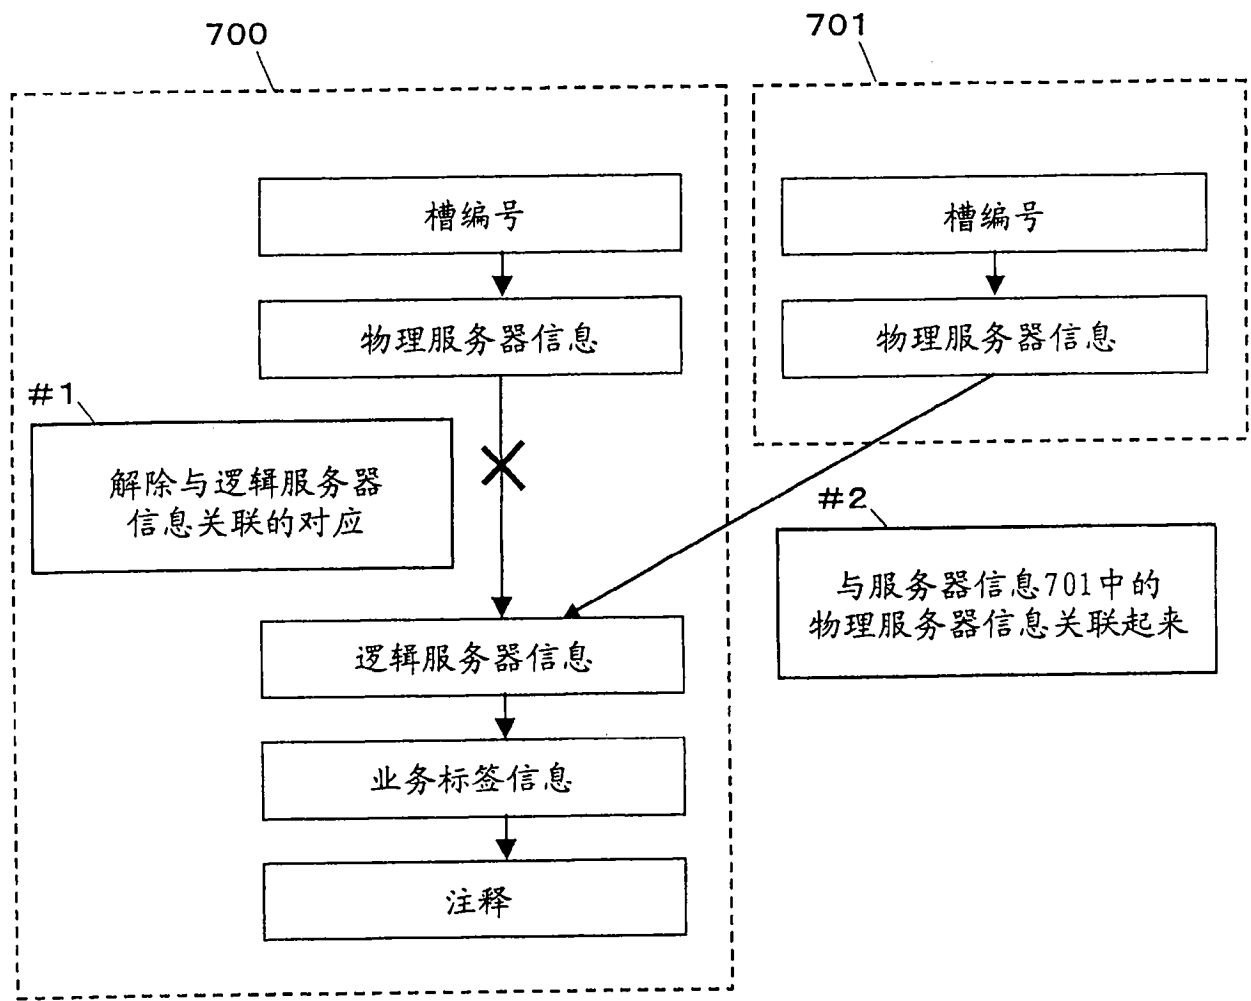 700
701
槽编号
槽编号
物理服务器信息
物理服务器信息
#1
解除与逻辑服务器
信息关联的对应
#2
与服务器信息701中的
物理服务器信息关联起来
逻辑服务器信息
业务标签信息
注释